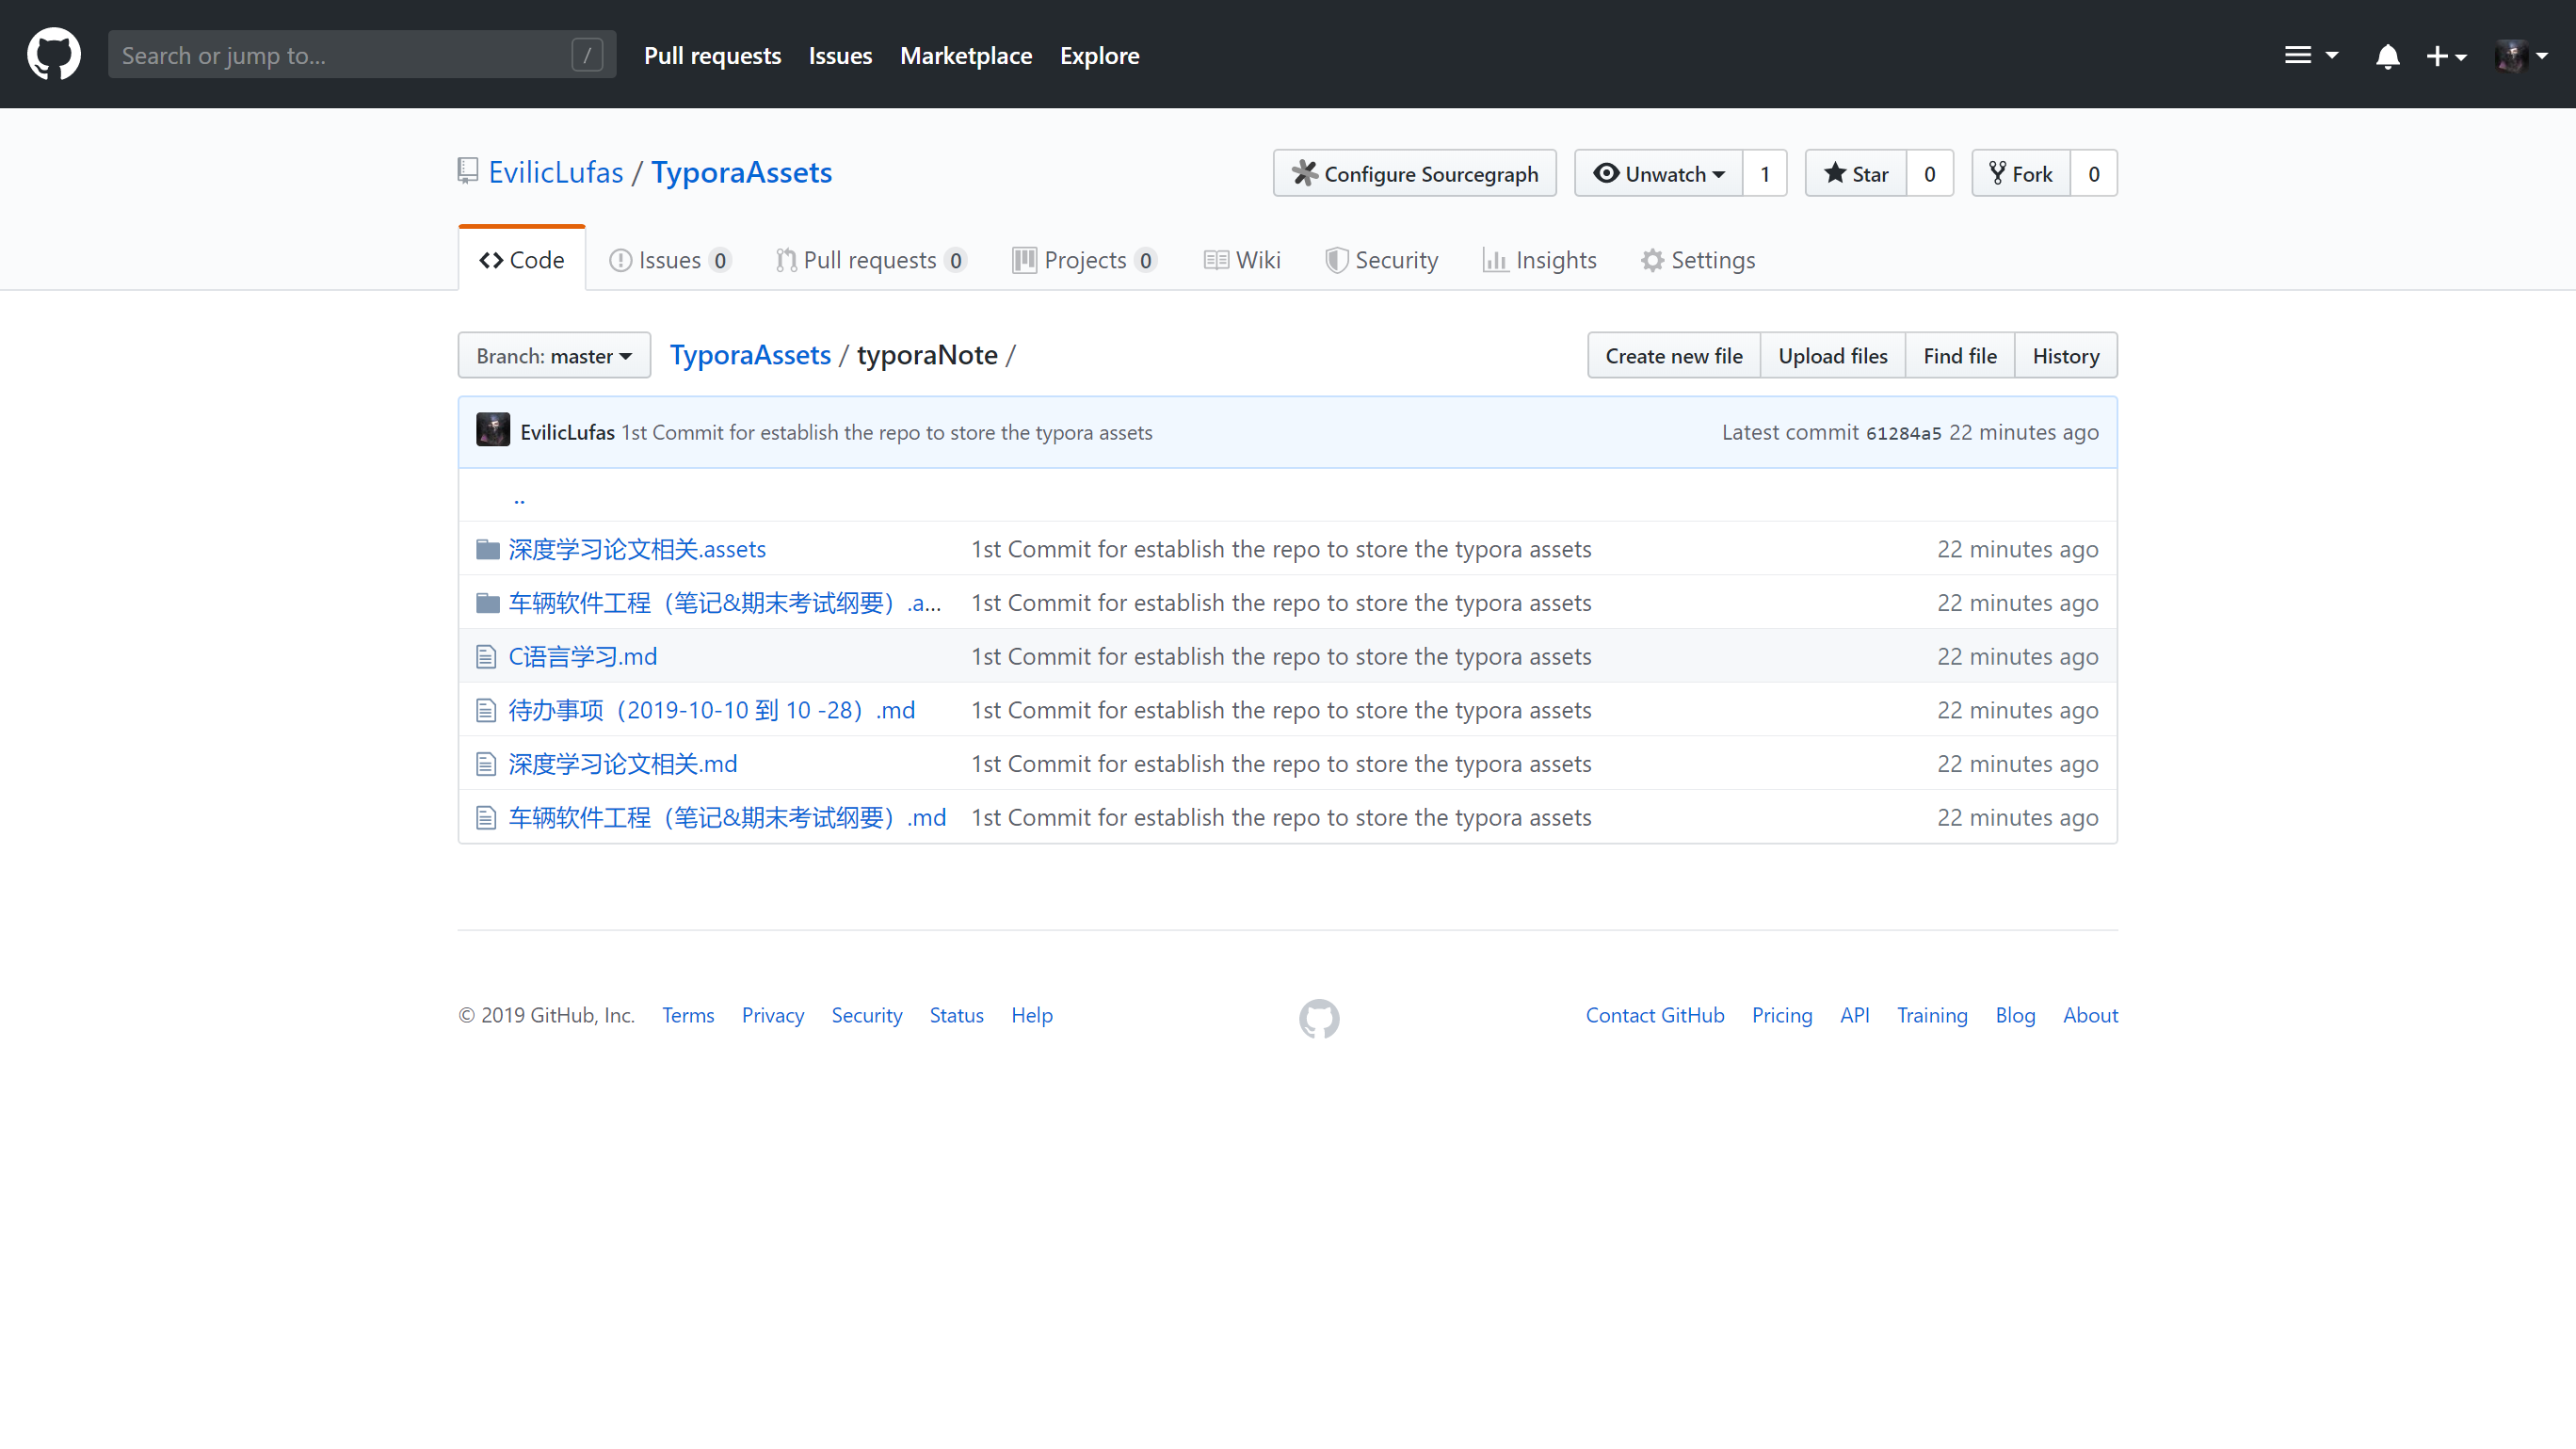 Search or jump to... / Pull requests Issues Marketplace Explore
EvilicLufas / TyporaAssets Configure Sourcegraph Unwatch 1 Star 0 Fork 0
Code Issues 0 Pull requests 0 Projects 0 Wiki Security Insights Settings
Branch: master TyporaAssets / typoraNote / Create new file Upload files Find file History
EvilicLufas 1st Commit for establish the repo to store the typora assets Latest commit 61284a5 22 minutes ago
..
深度学习论文相关.assets 1st Commit for establish the repo to store the typora assets 22 minutes ago
车辆软件工程（笔记&期末考试纲要）.a... 1st Commit for establish the repo to store the typora assets 22 minutes ago
C语言学习.md 1st Commit for establish the repo to store the typora assets 22 minutes ago
待办事项（2019-10-10 到 10 -28）.md 1st Commit for establish the repo to store the typora assets 22 minutes ago
深度学习论文相关.md 1st Commit for establish the repo to store the typora assets 22 minutes ago
车辆软件工程（笔记&期末考试纲要）.md 1st Commit for establish the repo to store the typora assets 22 minutes ago
© 2019 GitHub, Inc. Terms Privacy Security Status Help Contact GitHub Pricing API Training Blog About